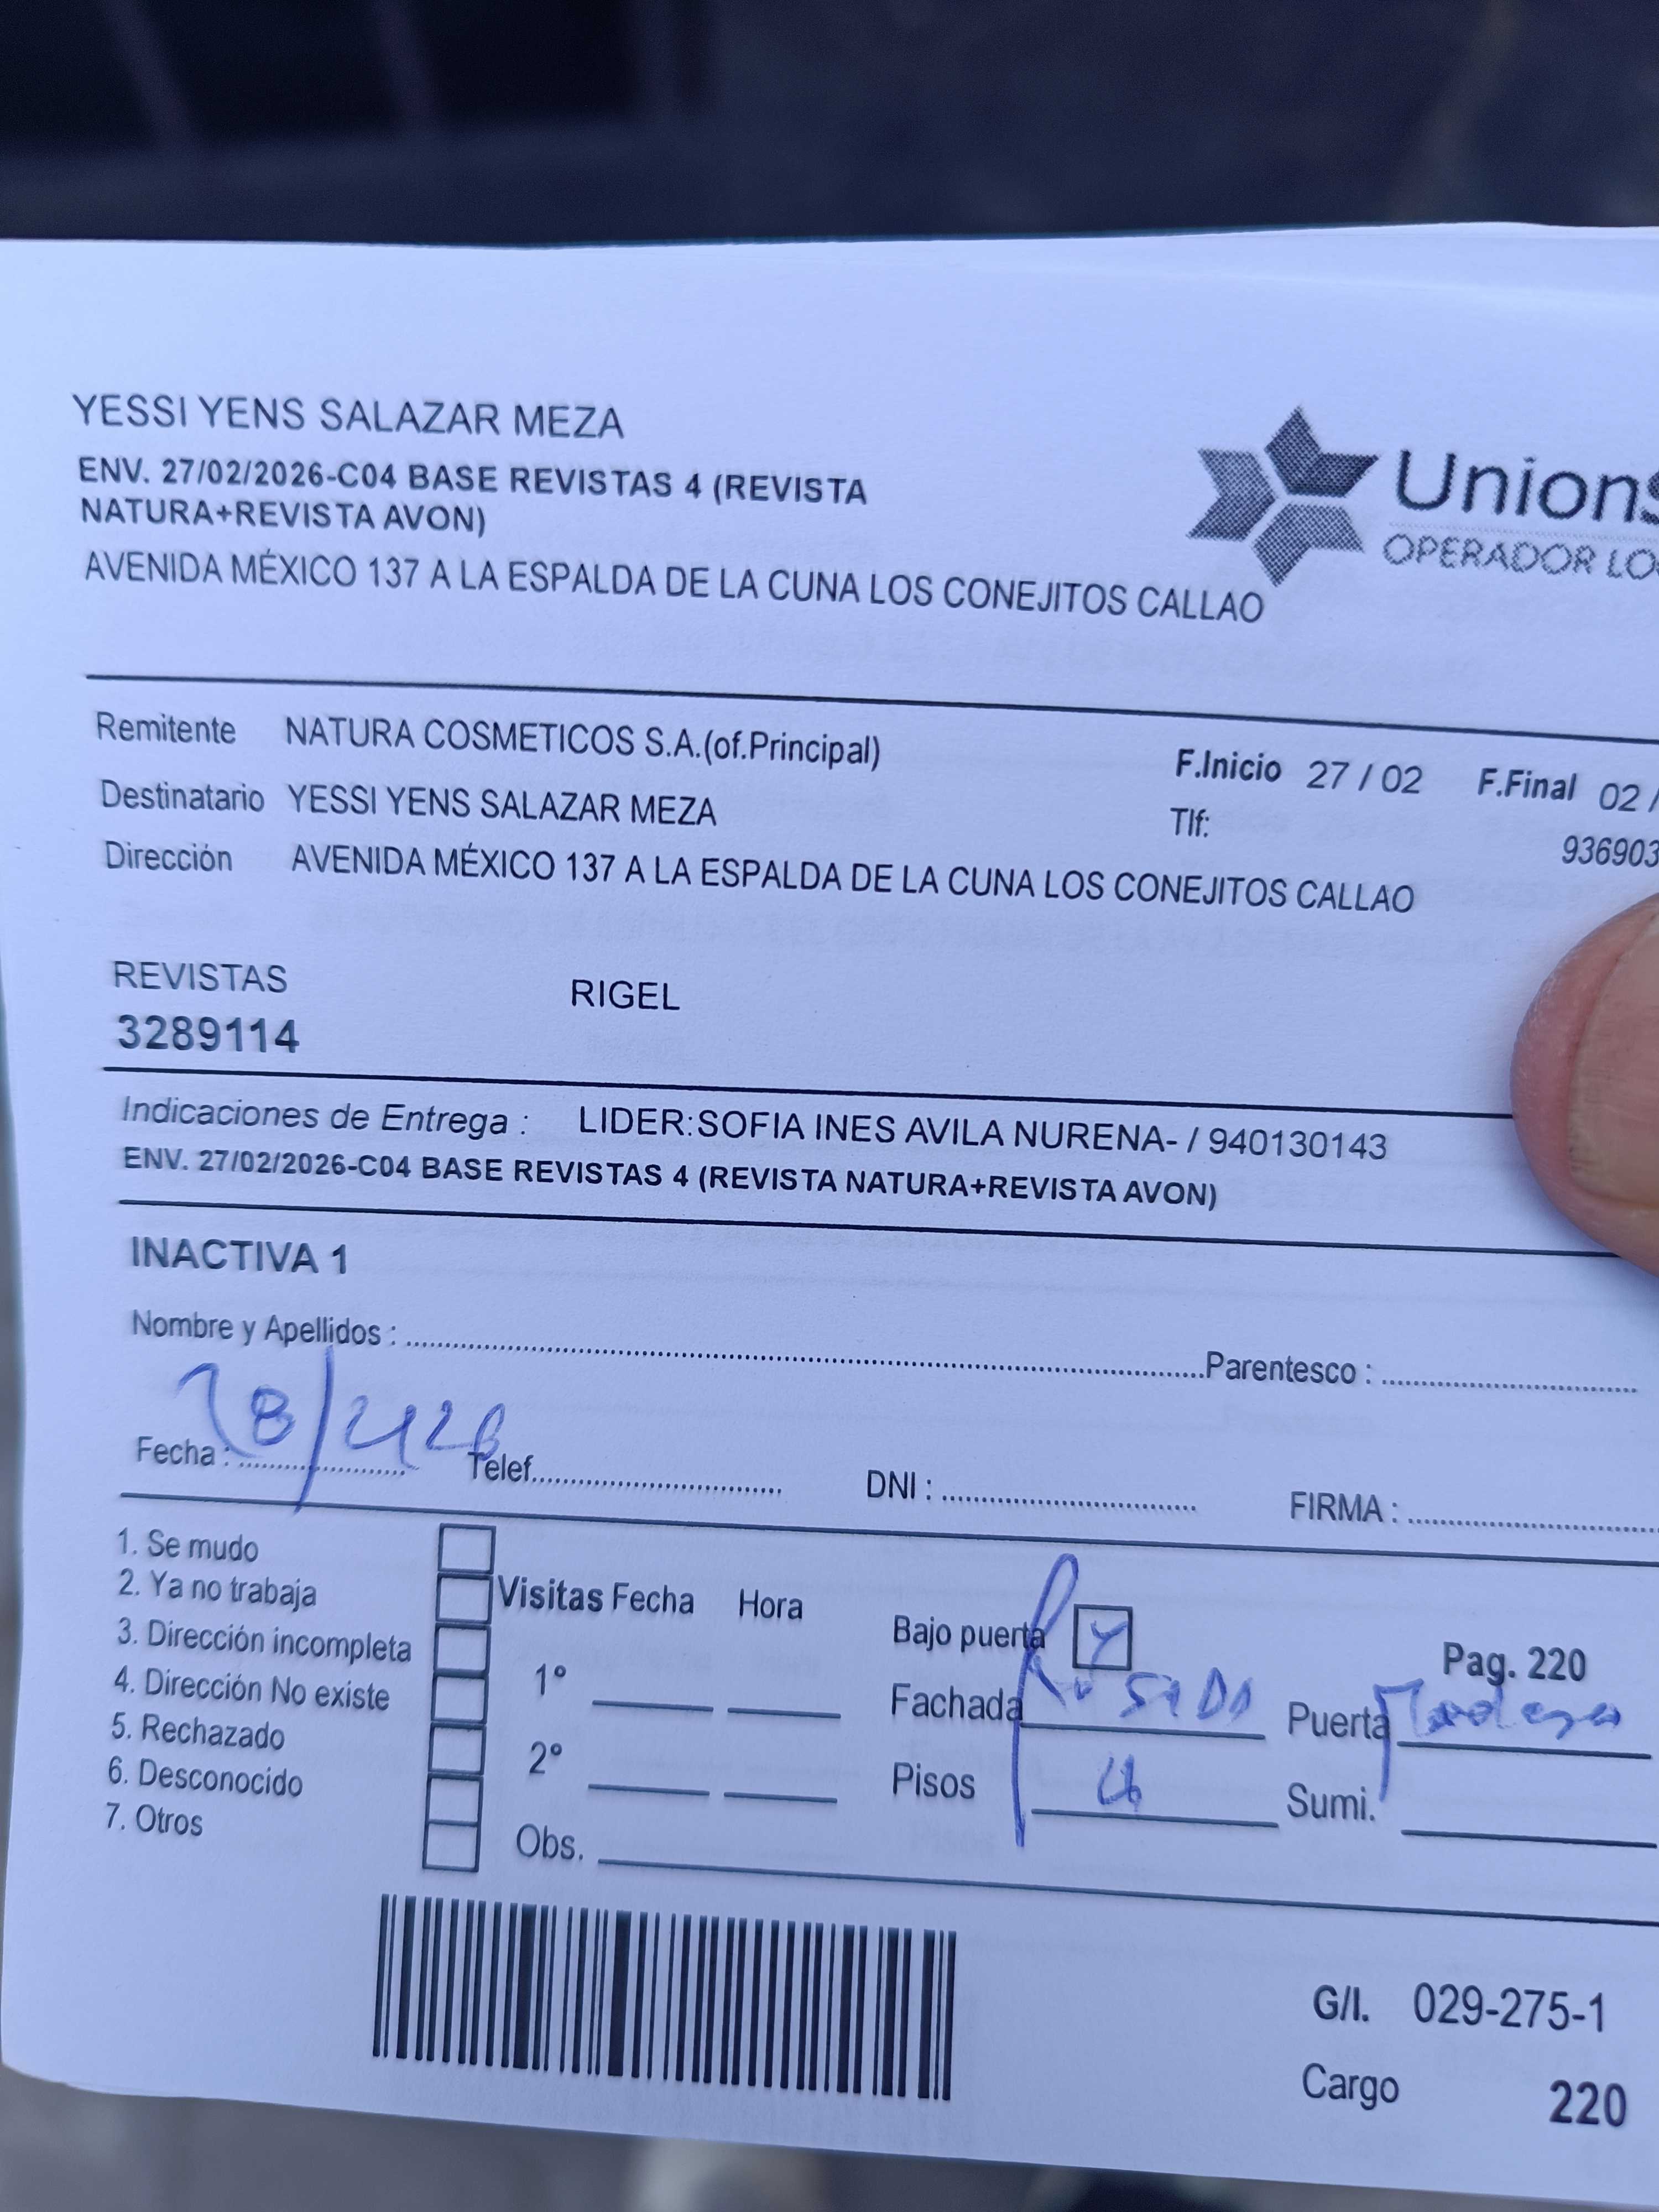 YESSI YENS SALAZAR MEZA
ENV. 27/02/2026-C04 BASE REVISTAS 4 (REVISTA
NATURA+REVISTA AVON)
AVENIDA MÉXICO 137 A LA ESPALDA DE LA CUNA LOS CONEJITOS CALLAO
Union
OPERADOR LO
Remitente NATURA COSMETICOS S.A.(of.Principal)
F.Inicio 27 / 02 F.Final 02 /
Destinatario YESSI YENS SALAZAR MEZA
Tlf: 936903
Dirección AVENIDA MÉXICO 137 A LA ESPALDA DE LA CUNA LOS CONEJITOS CALLAO
REVISTAS RIGEL
3289114
Indicaciones de Entrega : LIDER:SOFIA INES AVILA NURENA- / 940130143
ENV. 27/02/2026-C04 BASE REVISTAS 4 (REVISTA NATURA+REVISTA AVON)
INACTIVA 1
Nombre y Apellidos : Parentesco :
Fecha : Telef. DNI : FIRMA :
1. Se mudo
2. Ya no trabaja
3. Dirección incompleta
4. Dirección No existe
5. Rechazado
6. Desconocido
7. Otros
Visitas Fecha Hora
1°
2°
Obs.
Bajo puerta
Fachada
Pisos
Pag. 220
Puerta
Sumi.
G/I. 029-275-1
Cargo 220